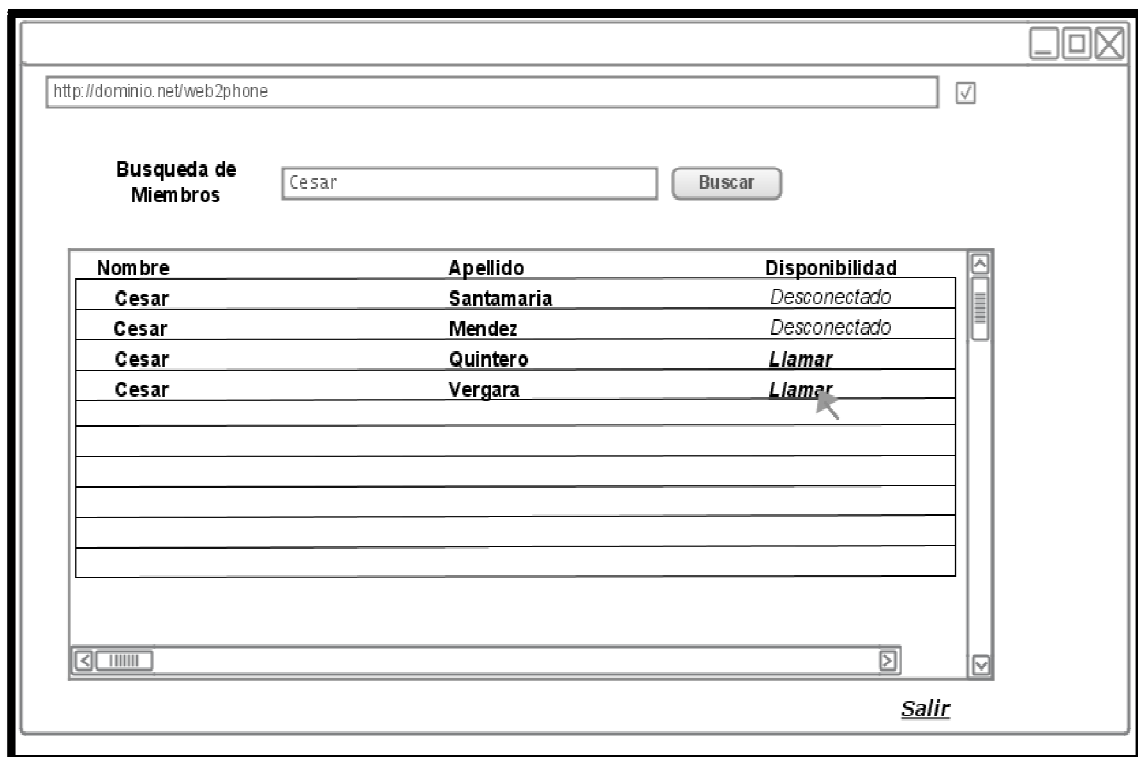 http://dominio.net/web2phone
Busqueda de
Miembros
Cesar
Buscar
Nombre Apellido Disponibilidad
Cesar Santamaria Desconectado
Cesar Mendez Desconectado
Cesar Quintero Llamar
Cesar Vergara Llamar
Salir